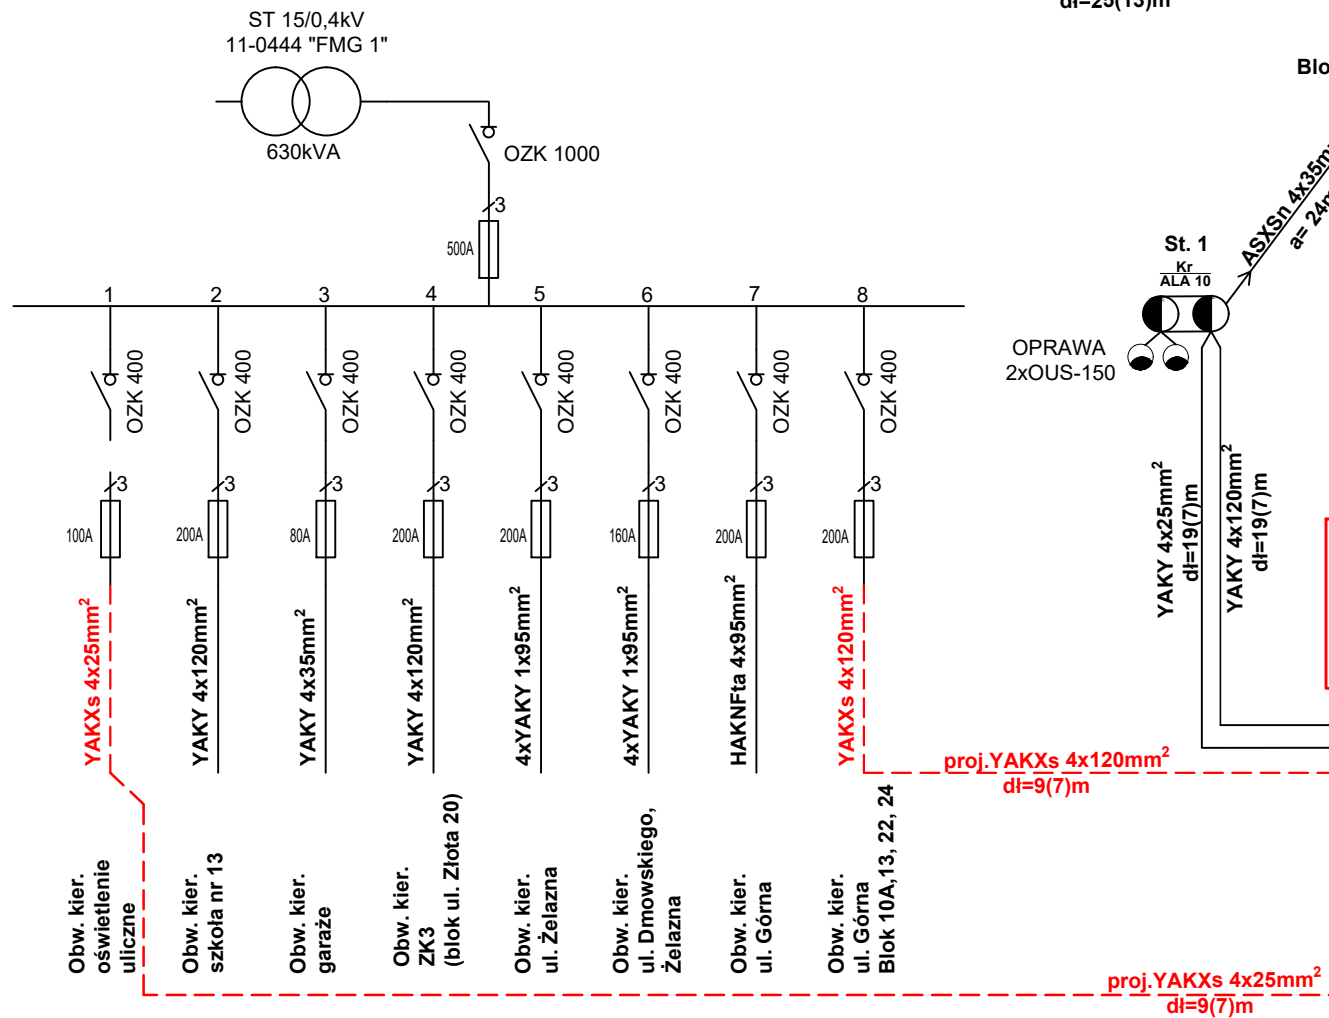 dł=25(13)m
ST 15/0,4kV
11-0444 "FMG 1"
630kVA
OZK 1000
3
500A
1 2 3 4 5 6 7 8
OZK 400
OZK 400
OZK 400
OZK 400
OZK 400
OZK 400
OZK 400
OZK 400
3
3
3
3
3
3
3
100A
200A
80A
200A
200A
160A
200A
200A
YAKXs 4x25mm²
YAKY 4x120mm²
YAKY 4x35mm²
YAKY 4x120mm²
4xYAKY 1x95mm²
4xYAKY 1x95mm²
HAKNFta 4x95mm²
YAKXs 4x120mm²
Obw. kier.
oświetlenie
uliczne
Obw. kier.
szkoła nr 13
Obw. kier.
garaże
Obw. kier.
ZK3
(blok ul. Złota 20)
Obw. kier.
ul. Żelazna
Obw. kier.
ul. Dmowskiego,
Żelazna
Obw. kier.
ul. Górna
Obw. kier.
ul. Górna
Blok 10A,13, 22, 24
proj.YAKXs 4x120mm²
dł=9(7)m
proj.YAKXs 4x25mm²
dł=9(7)m
Blo
ASXSn 4x35m
a= 24m
St. 1
Kr
ALA 10
OPRAWA
2xOUS-150
YAKY 4x25mm²
dł=19(7)m
YAKY 4x120mm²
dł=19(7)m